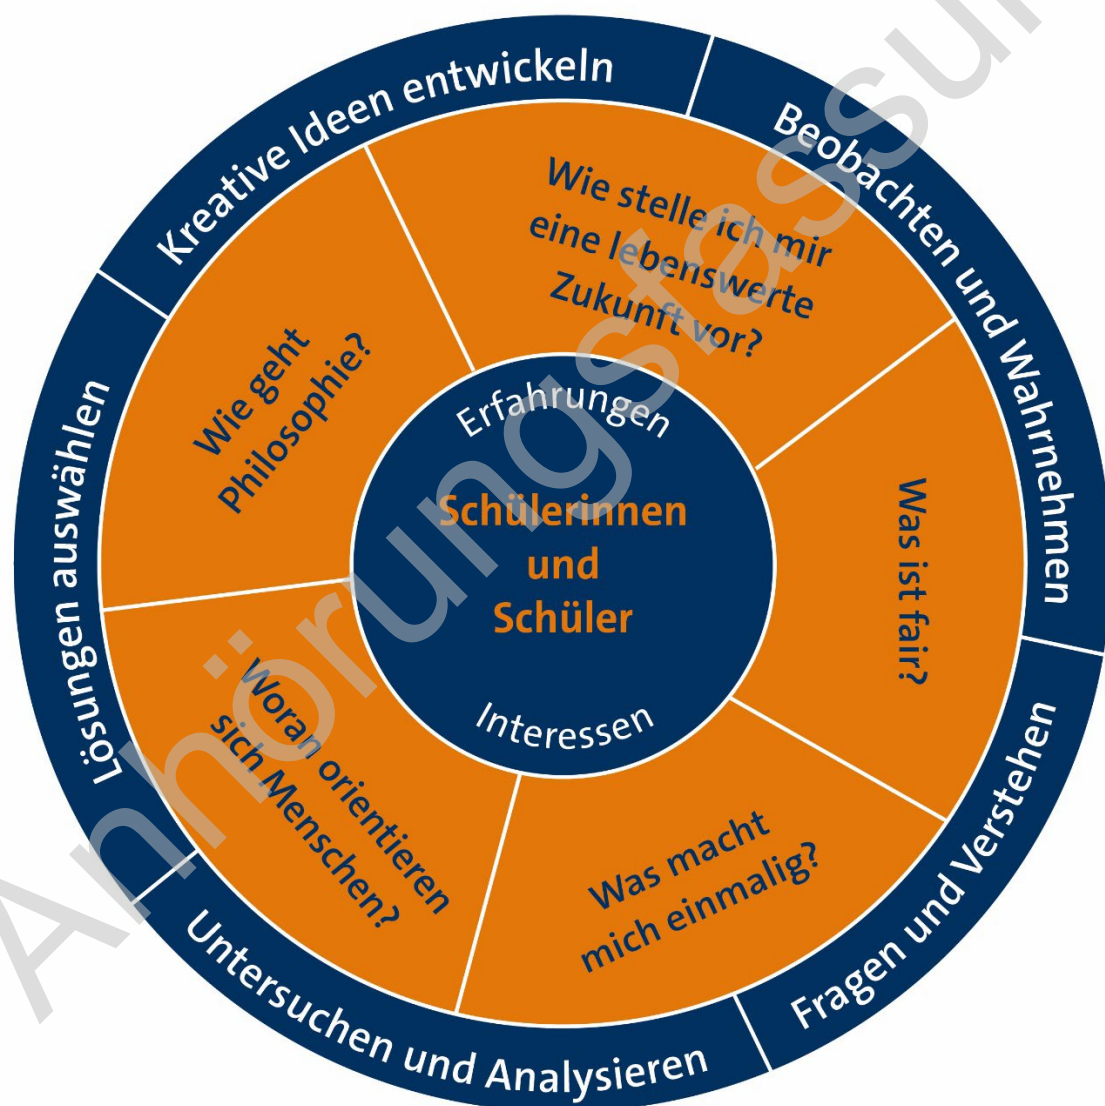 Kreative Ideen entwickeln
Beobachten und Wahrnehmen
Fragen und Verstehen
Untersuchen und Analysieren
Lösungen auswählen
Wie stelle ich mir
eine lebenswerte
Zukunft vor?
Was ist fair?
Was macht
mich einmalig?
Woran orientieren
sich Menschen?
Wie geht
Philosophie?
Erfahrungen
Schülerinnen
und
Schüler
Interessen
Anhörungsfassun